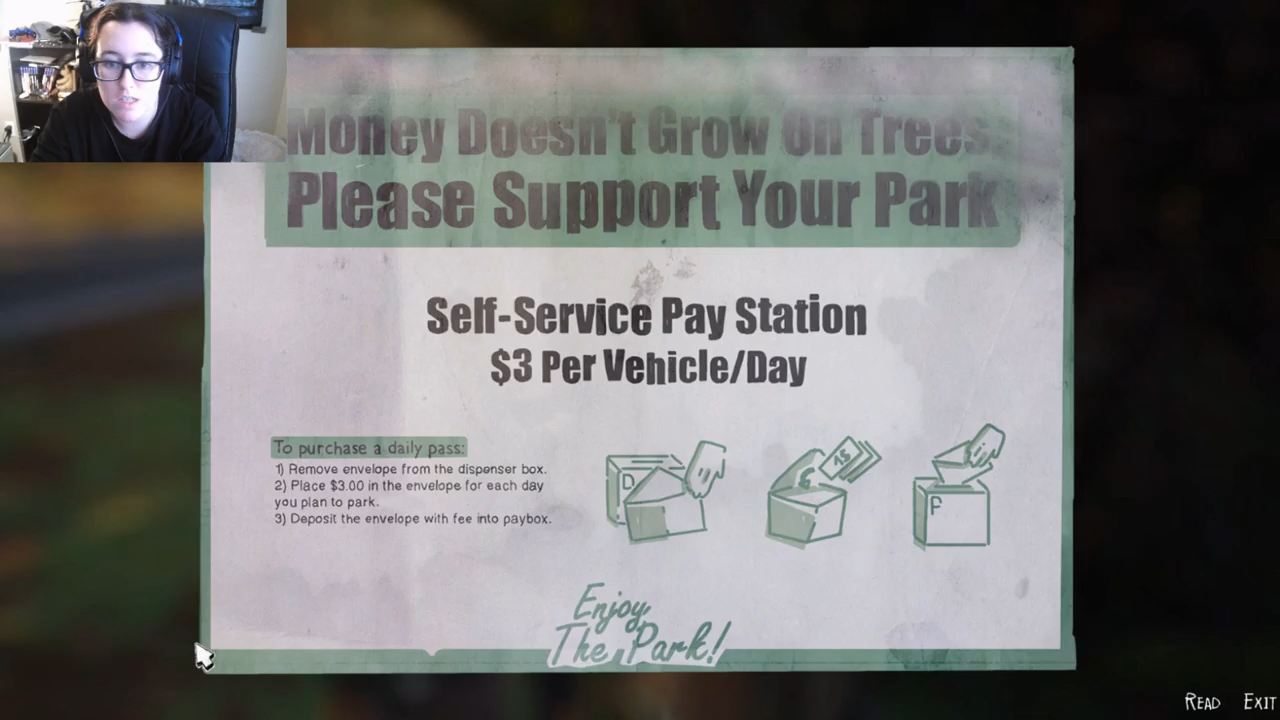 Money Doesn't Grow on Trees
Please Support Your Park
Self-Service Pay Station
$3 Per Vehicle/Day
To purchase a daily pass:
1) Remove envelope from the dispenser box.
2) Place $3.00 in the envelope for each day
you plan to park.
3) Deposit the envelope with fee into paybox.
D
15
P
Enjoy
The Park!
READ EXIT